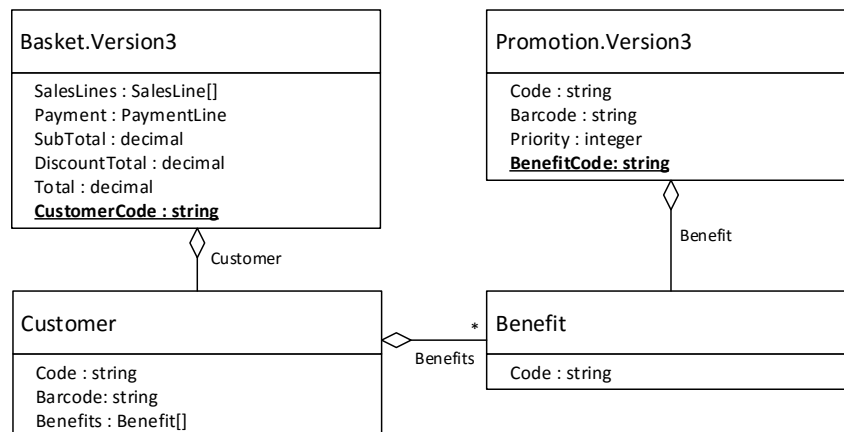 Basket.Version3
SalesLines : SalesLine[]
Payment : PaymentLine
SubTotal : decimal
DiscountTotal : decimal
Total : decimal
CustomerCode : string
Promotion.Version3
Code : string
Barcode : string
Priority : integer
BenefitCode: string
Customer
Benefit
Customer
Code : string
Barcode: string
Benefits : Benefit[]
*
Benefits
Benefit
Code : string